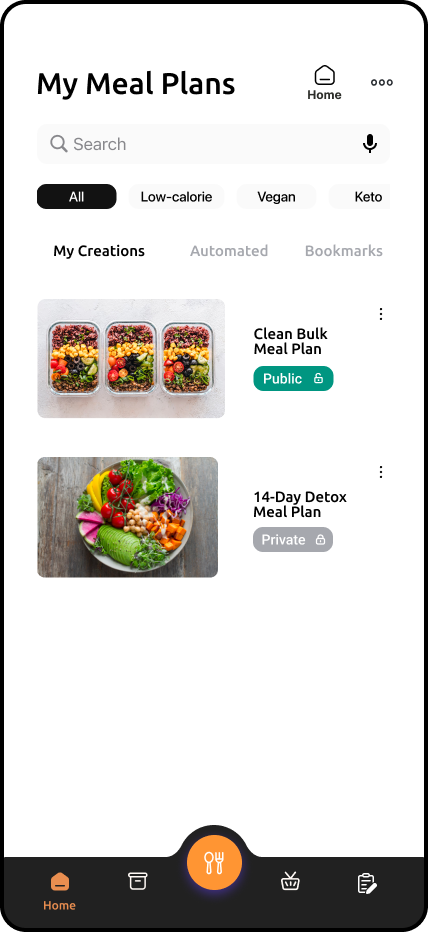 My Meal Plans
Home
Search
All Low-calorie Vegan Keto
My Creations Automated Bookmarks
Clean Bulk
Meal Plan
Public
14-Day Detox
Meal Plan
Private
Home